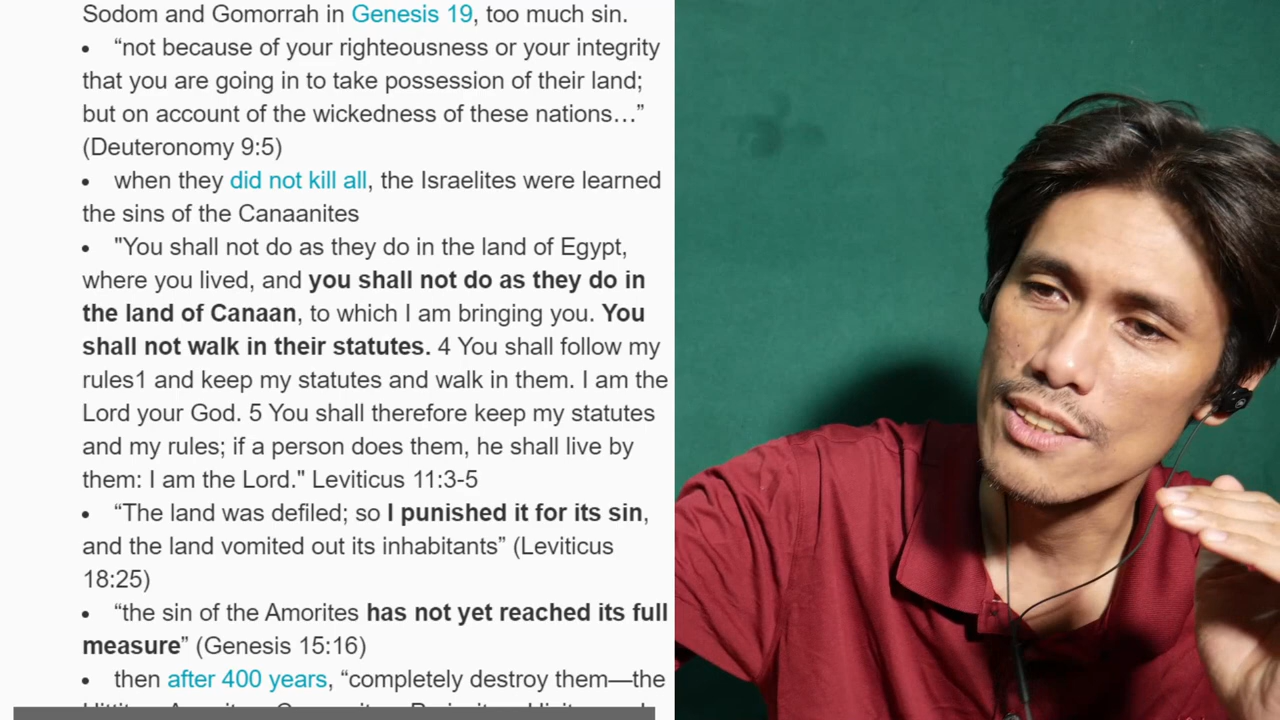 Sodom and Gomorrah in Genesis 19, too much sin.
• “not because of your righteousness or your integrity
that you are going in to take possession of their land;
but on account of the wickedness of these nations…”
(Deuteronomy 9:5)
• when they did not kill all, the Israelites were learned
the sins of the Canaanites
• "You shall not do as they do in the land of Egypt,
where you lived, and you shall not do as they do in
the land of Canaan, to which I am bringing you. You
shall not walk in their statutes. 4 You shall follow my
rules1 and keep my statutes and walk in them. I am the
Lord your God. 5 You shall therefore keep my statutes
and my rules; if a person does them, he shall live by
them: I am the Lord." Leviticus 11:3-5
• “The land was defiled; so I punished it for its sin,
and the land vomited out its inhabitants” (Leviticus
18:25)
• “the sin of the Amorites has not yet reached its full
measure” (Genesis 15:16)
• then after 400 years, “completely destroy them—the